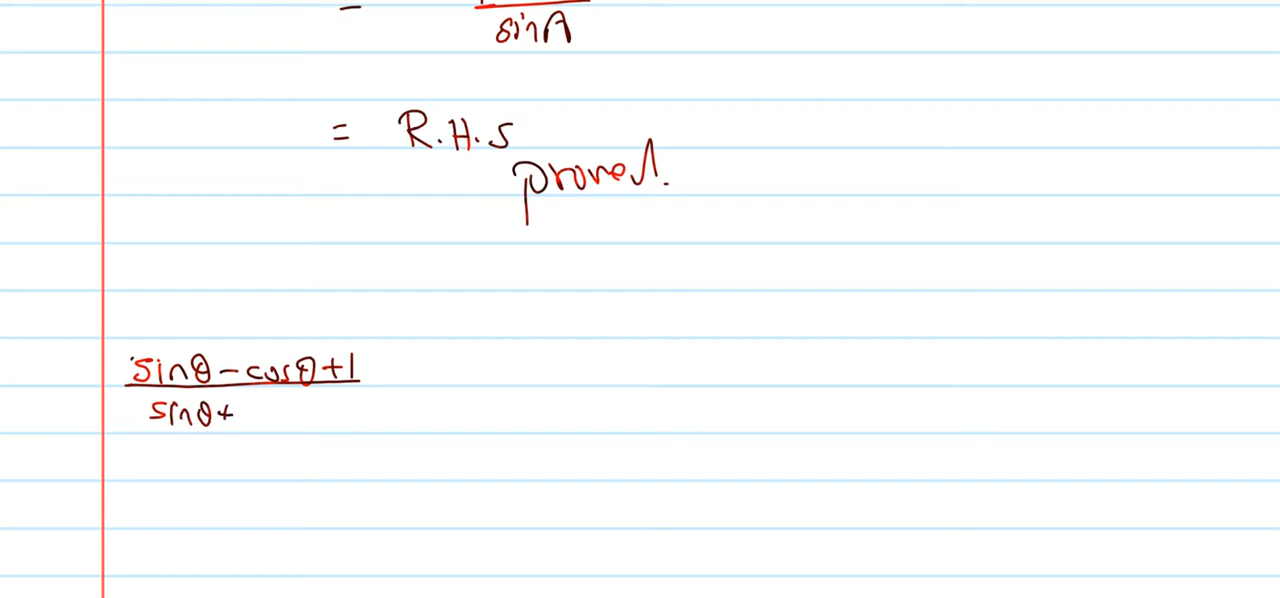 sinA
= R.H.S
proved.
sinθ - cosθ + 1
sinθ +